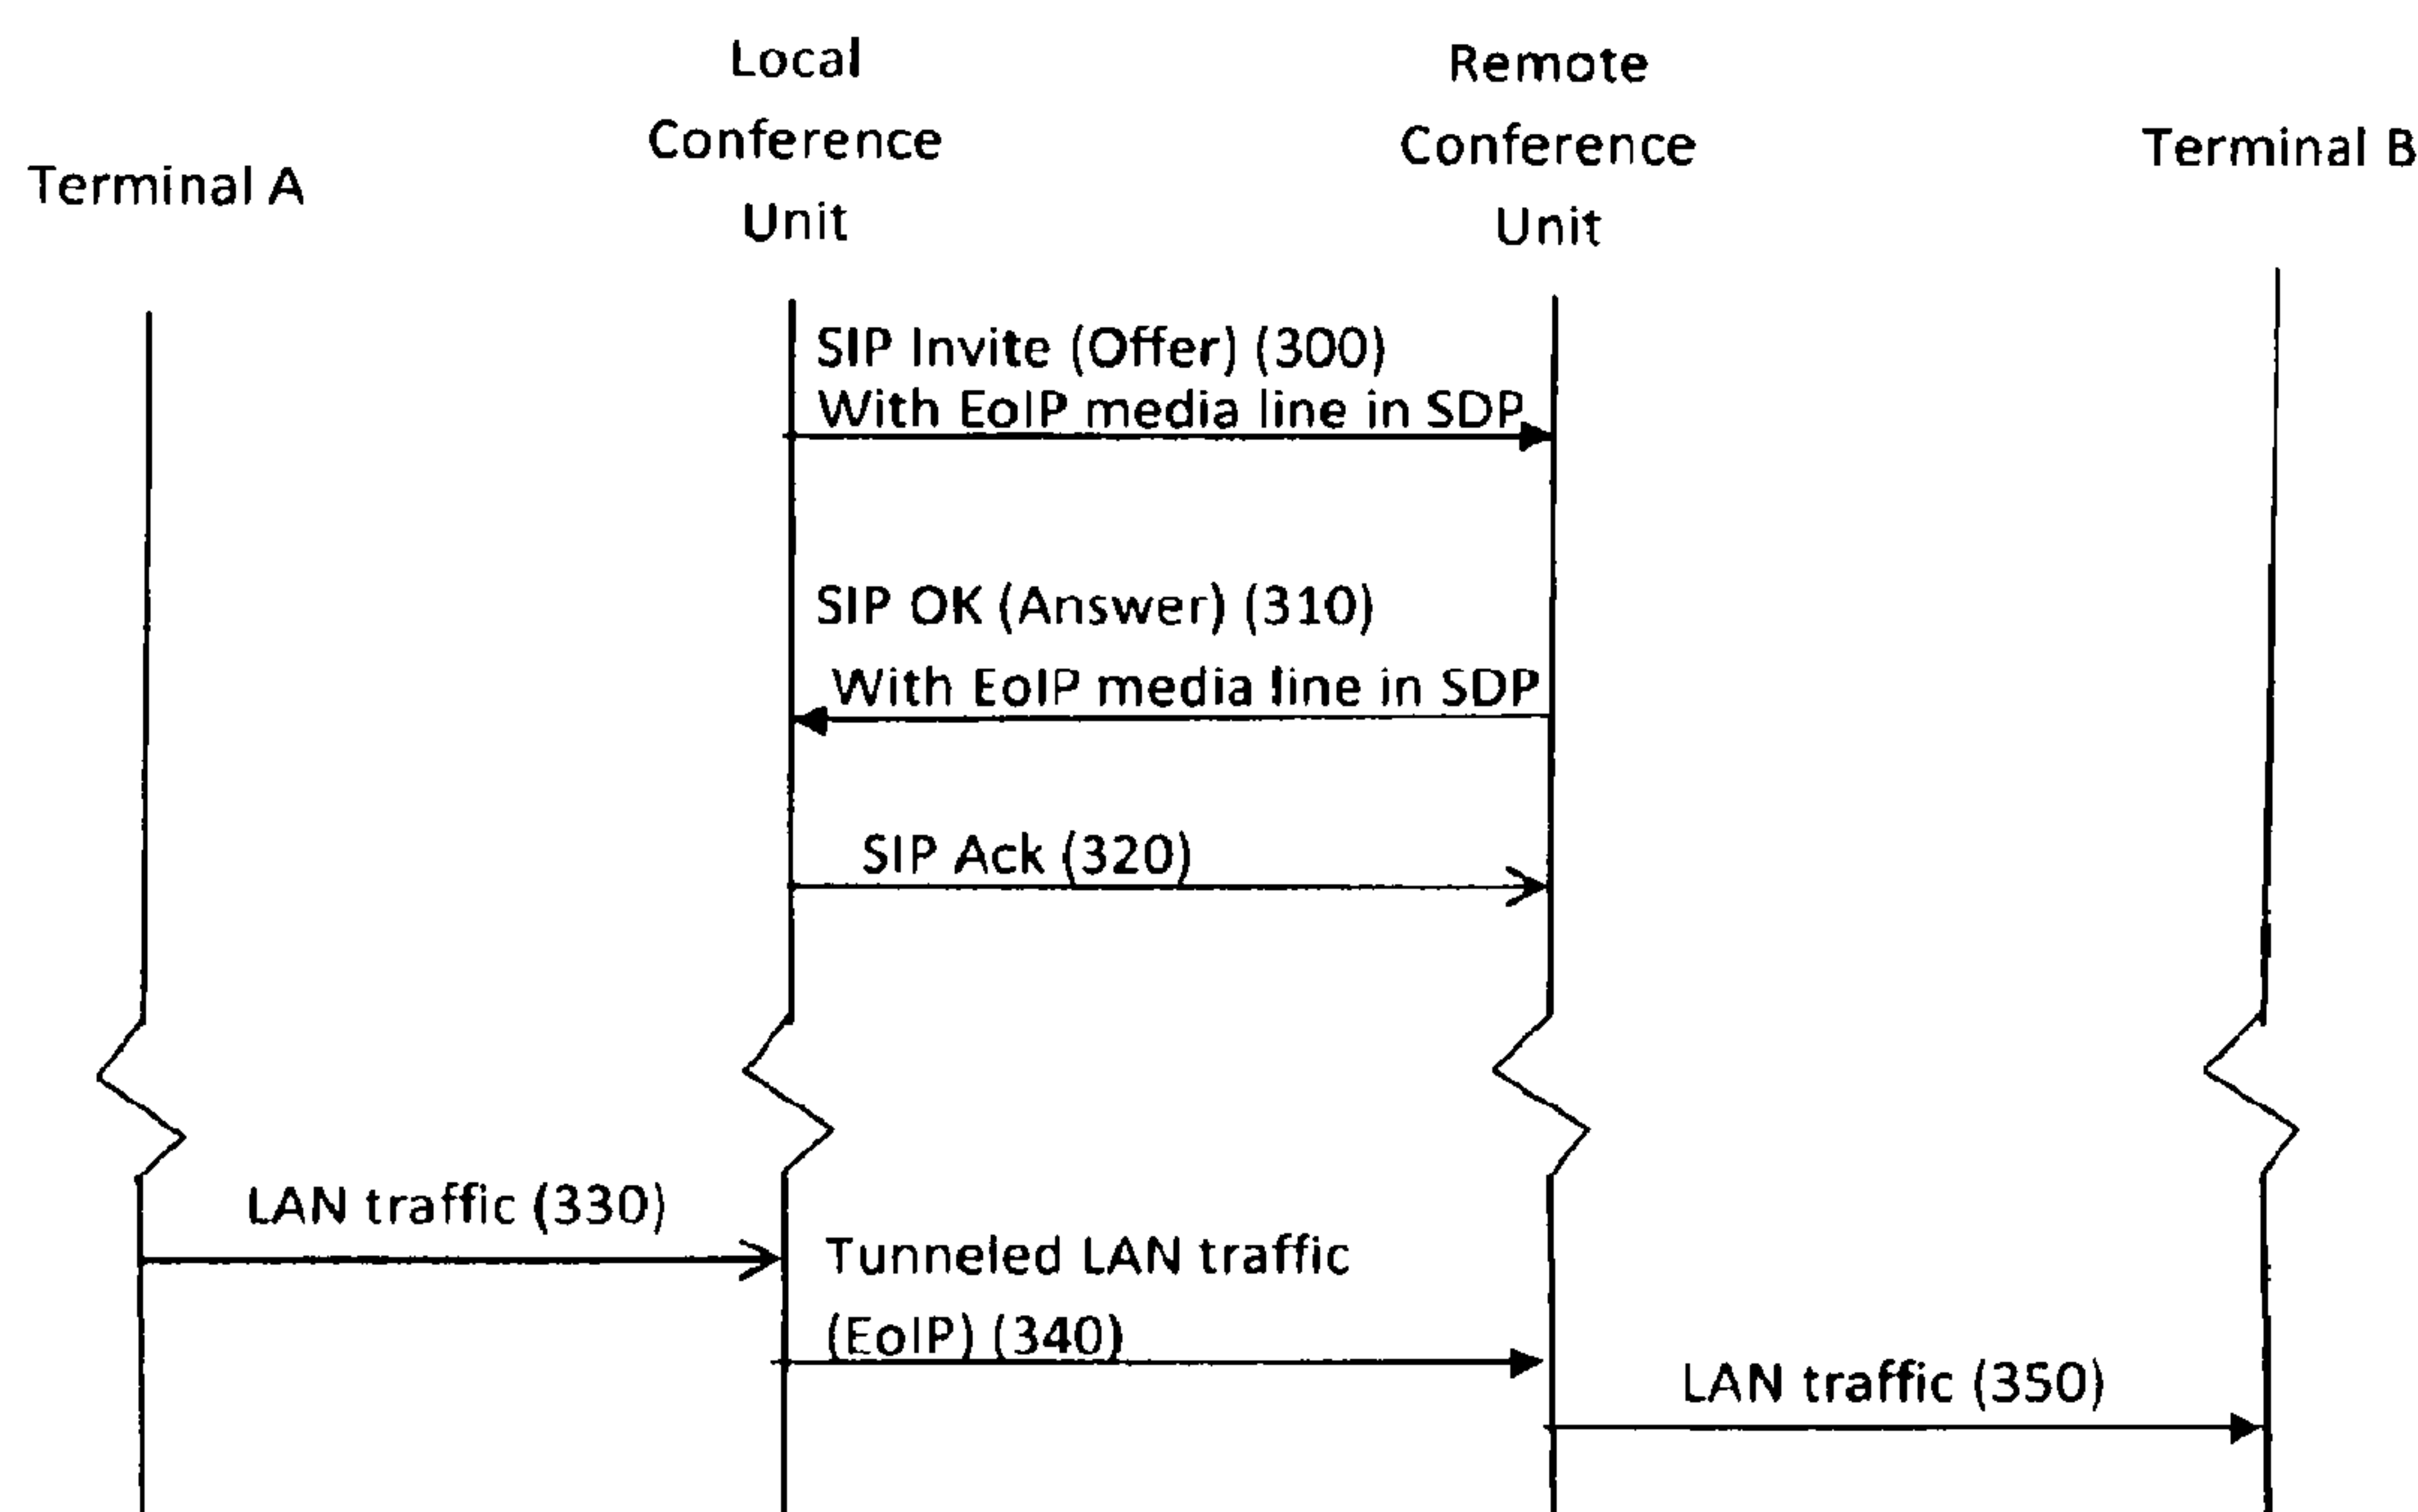 Terminal A
Local
Conference
Unit
Remote
Conference
Unit
Terminal B
SIP Invite (Offer) (300)
With EoIP media line in SDP
SIP OK (Answer) (310)
With EoIP media line in SDP
SIP Ack (320)
LAN traffic (330)
Tunneled LAN traffic
(EoIP) (340)
LAN traffic (350)